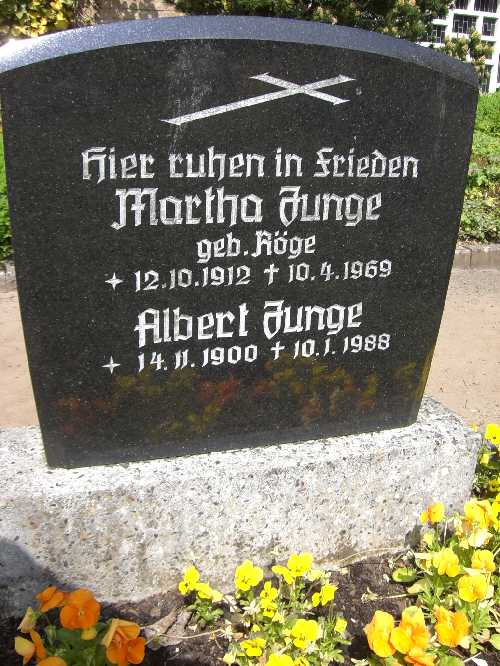 Hier ruhen in Frieden
Martha Junge
geb. Röge
✦ 12.10.1912 ✝ 10.4.1969
Albert Junge
✦ 14.11.1900 ✝ 10.1.1988